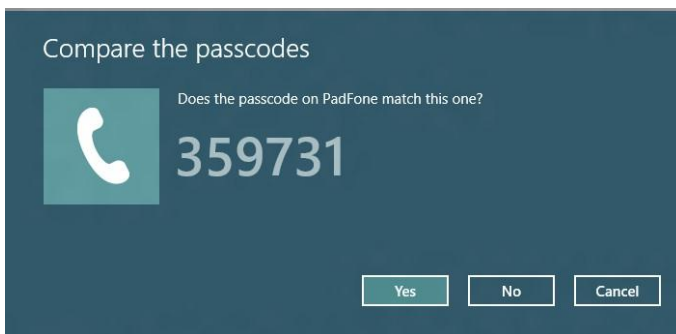 Compare the passcodes
Does the passcode on PadFone match this one?
359731
Yes No Cancel